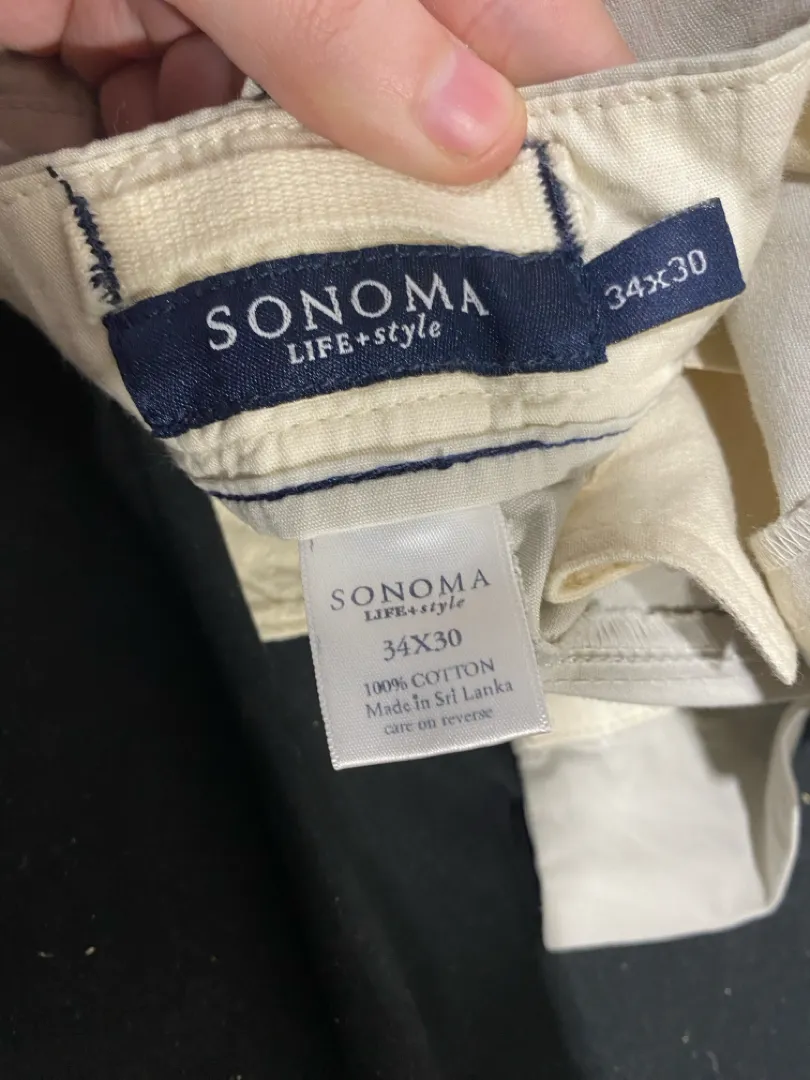 SONOMA
LIFE+style
34x30
SONOMA
LIFE+style
34X30
100% COTTON
Made in Sri Lanka
care on reverse